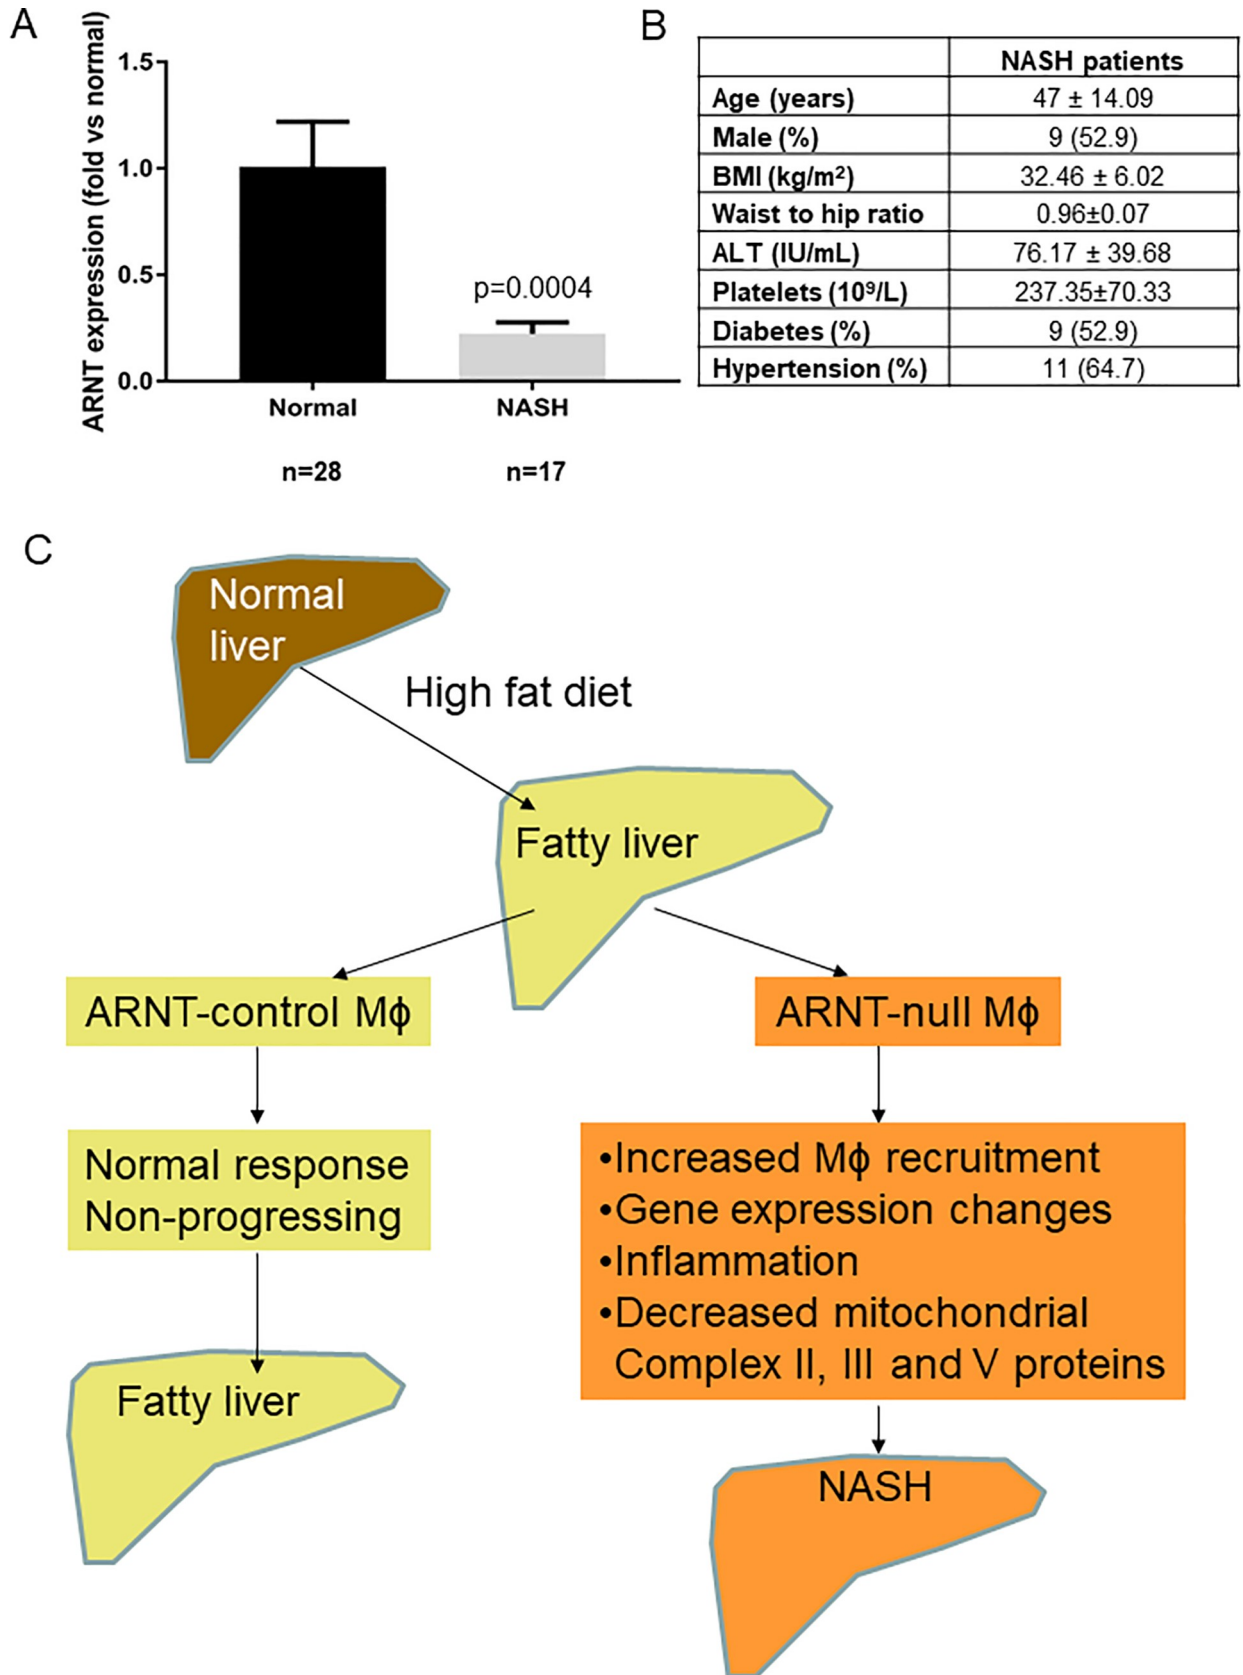 A
ARNT expression (fold vs normal)
1.5
1.0
0.5
0.0
p=0.0004
Normal
NASH
n=28
n=17
B
NASH patients
Age (years) 47 ± 14.09
Male (%) 9 (52.9)
BMI (kg/m²) 32.46 ± 6.02
Waist to hip ratio 0.96±0.07
ALT (IU/mL) 76.17 ± 39.68
Platelets (10⁹/L) 237.35±70.33
Diabetes (%) 9 (52.9)
Hypertension (%) 11 (64.7)
C
Normal
liver
High fat diet
Fatty liver
ARNT-control Mϕ
ARNT-null Mϕ
Normal response
Non-progressing
•Increased Mϕ recruitment
•Gene expression changes
•Inflammation
•Decreased mitochondrial
Complex II, III and V proteins
Fatty liver
NASH